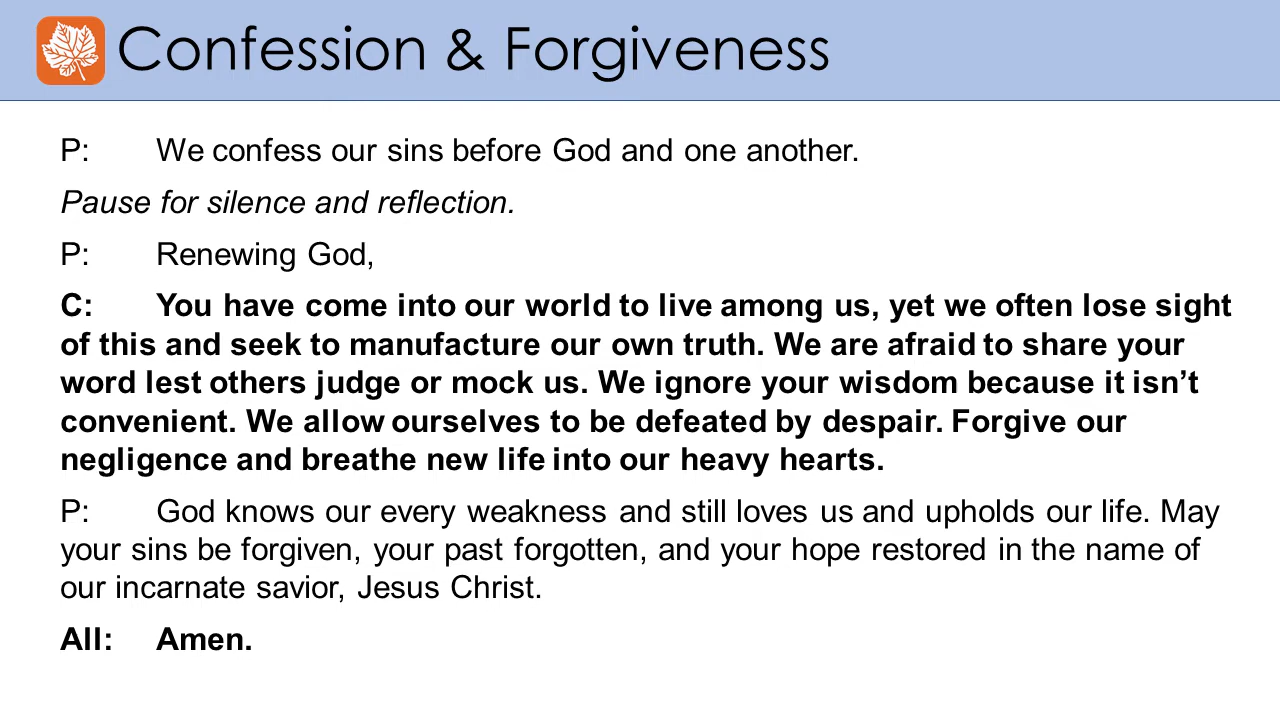 Confession & Forgiveness
P: We confess our sins before God and one another.
Pause for silence and reflection.
P: Renewing God,
C: You have come into our world to live among us, yet we often lose sight
of this and seek to manufacture our own truth. We are afraid to share your
word lest others judge or mock us. We ignore your wisdom because it isn’t
convenient. We allow ourselves to be defeated by despair. Forgive our
negligence and breathe new life into our heavy hearts.
P: God knows our every weakness and still loves us and upholds our life. May
your sins be forgiven, your past forgotten, and your hope restored in the name of
our incarnate savior, Jesus Christ.
All: Amen.